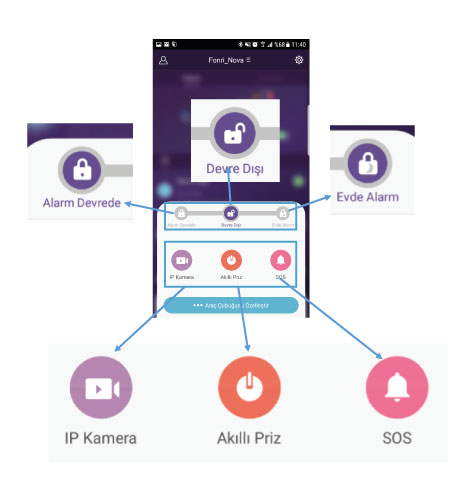 %68 11:40
Fonri_Nova
Devre Dışı
Alarm Devrede
Evde Alarm
Alarm Devrede
Devre Dışı
Evde Alarm
IP Kamera
Akıllı Priz
SOS
Araç Çubuğunu Özelleştir
IP Kamera
Akıllı Priz
SOS